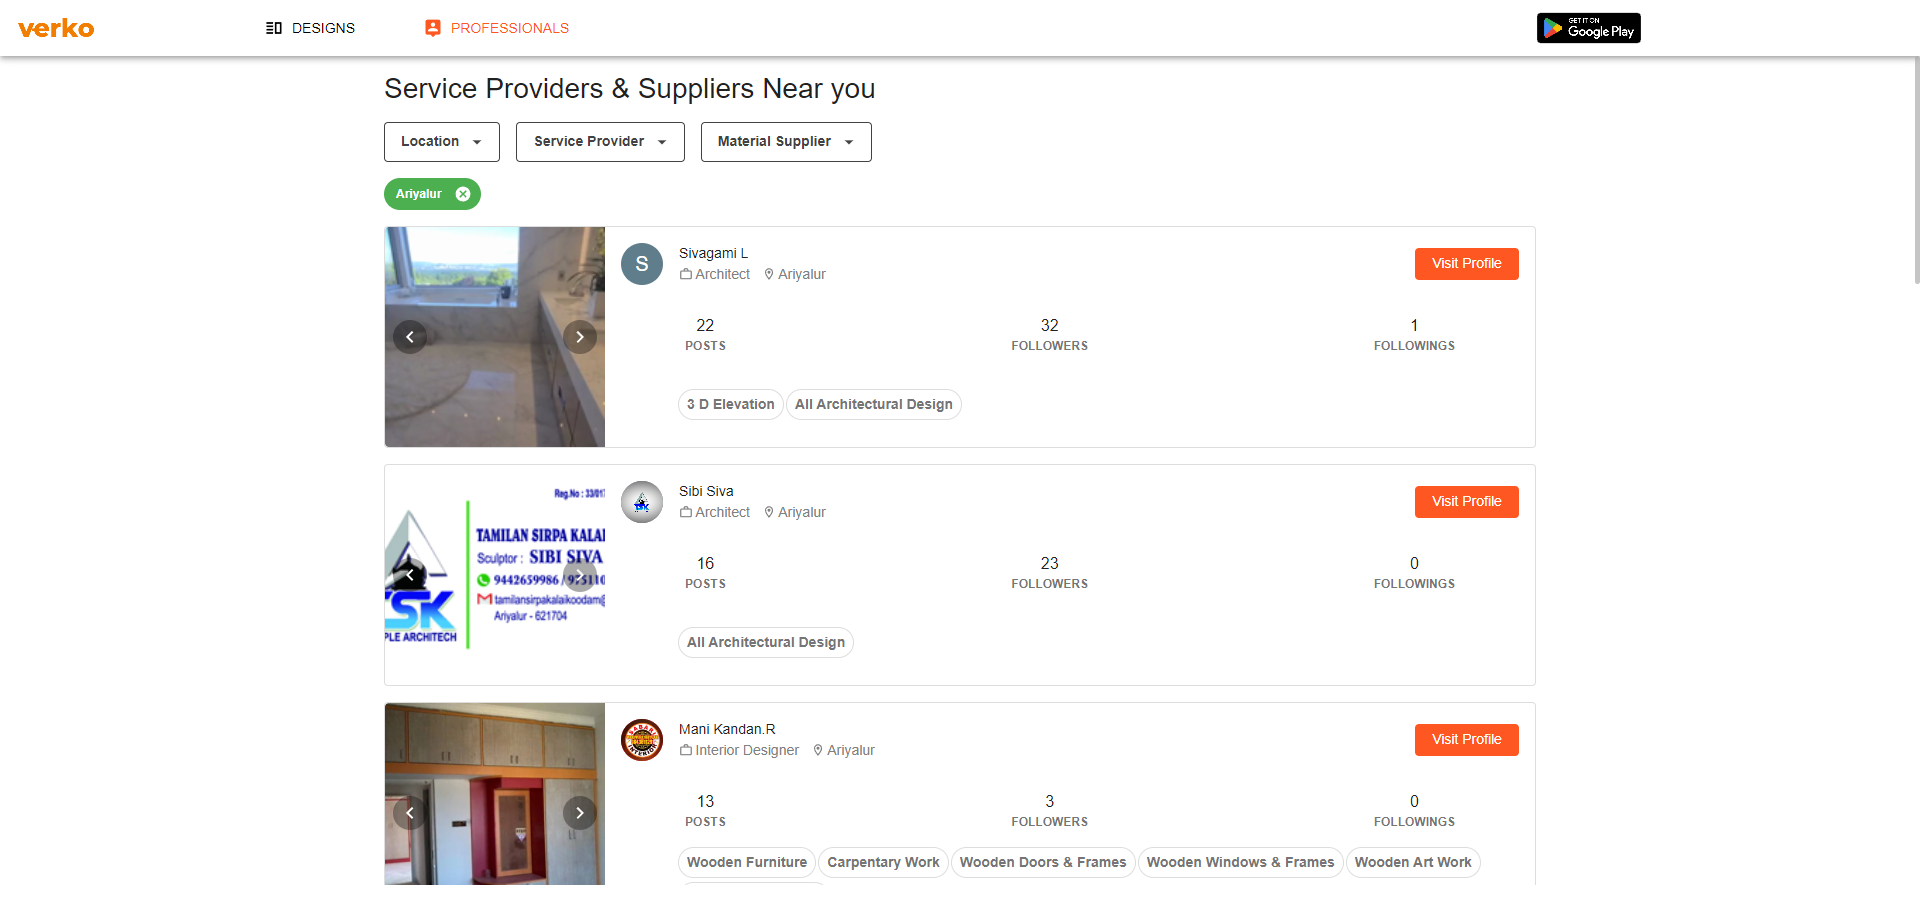 verko
DESIGNS
PROFESSIONALS
GET IT ON
Google Play
Service Providers & Suppliers Near you
Location
Service Provider
Material Supplier
Ariyalur
S
Sivagami L
Architect
Ariyalur
Visit Profile
22
POSTS
32
FOLLOWERS
1
FOLLOWINGS
3 D Elevation
All Architectural Design
Reg.No : 33/01
TAMILAN SIRPA KALAI
Sculptor : SIBI SIVA
9442659986 /
tamilansirpakalaikoodam@
Ariyalur - 621704
TSK
PLE ARCHITECH
Sibi Siva
Architect
Ariyalur
Visit Profile
16
POSTS
23
FOLLOWERS
0
FOLLOWINGS
All Architectural Design
Mani Kandan.R
Interior Designer
Ariyalur
Visit Profile
13
POSTS
3
FOLLOWERS
0
FOLLOWINGS
Wooden Furniture
Carpentary Work
Wooden Doors & Frames
Wooden Windows & Frames
Wooden Art Work